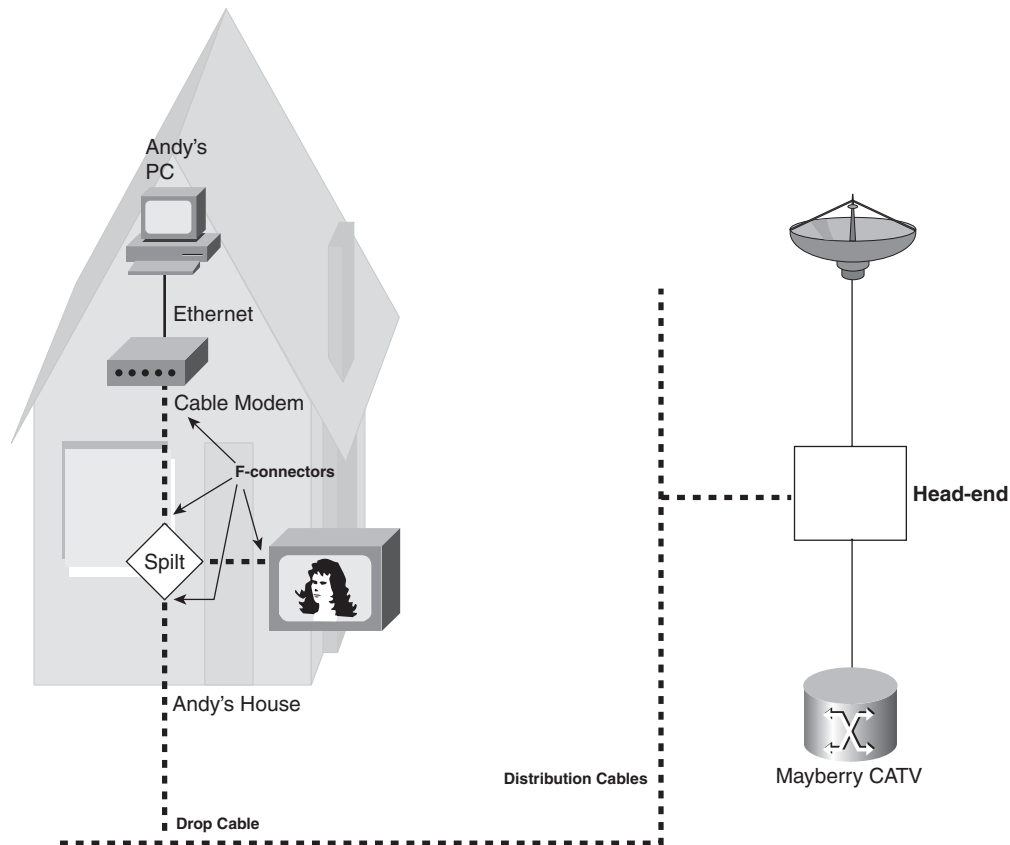 Andy's
PC
Ethernet
Cable Modem
F-connectors
Head-end
Spilt
Andy's House
Distribution Cables
Mayberry CATV
Drop Cable